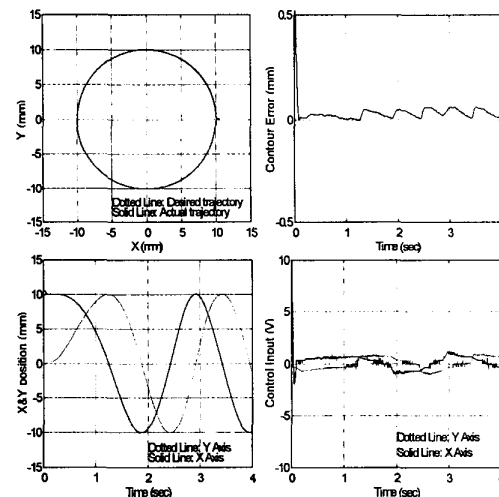 15
10
5
0
-5
-10
-15
Y (mm)
Dotted Line: Desired trajectory
Solid Line: Actual trajectory
-15 -10 -5 0 5 10 15
X (mm)
0.5
0
-0.5
Contour Error (mm)
0 1 2 3 4
Time (sec)
15
10
5
0
-5
-10
-15
X&Y position (mm)
Dotted Line: Y Axis
Solid Line: X Axis
0 1 2 3 4
Time (sec)
10
5
0
-5
-10
Control Inout (V)
Dotted Line: Y Axis
Solid Line: X Axis
0 1 2 3 4
Time (sec)